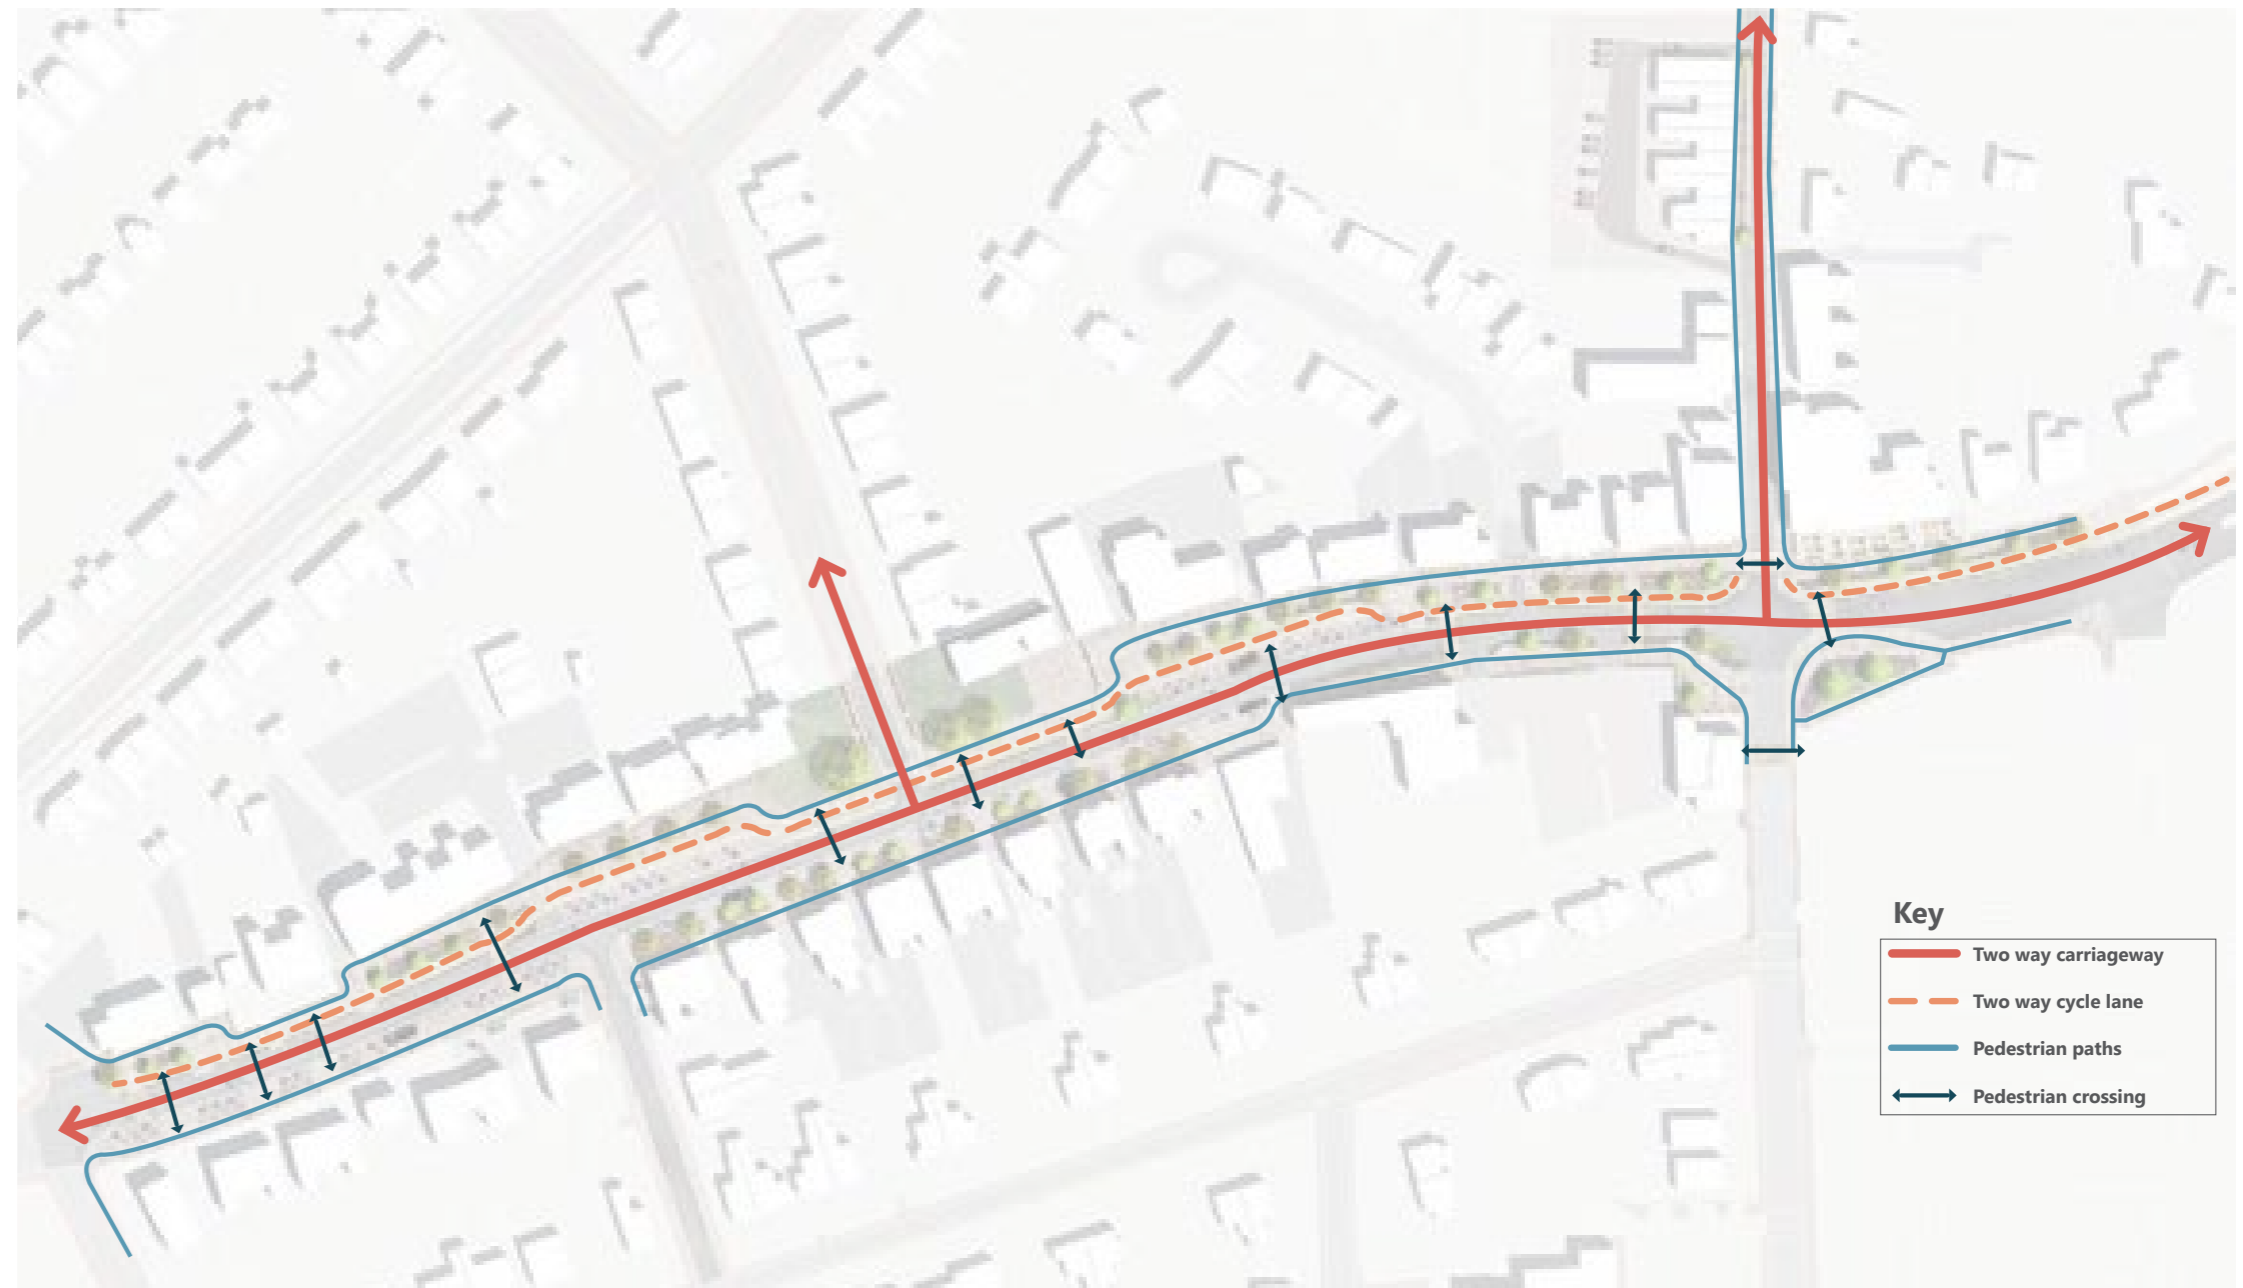 Key
Two way carriageway
Two way cycle lane
Pedestrian paths
Pedestrian crossing